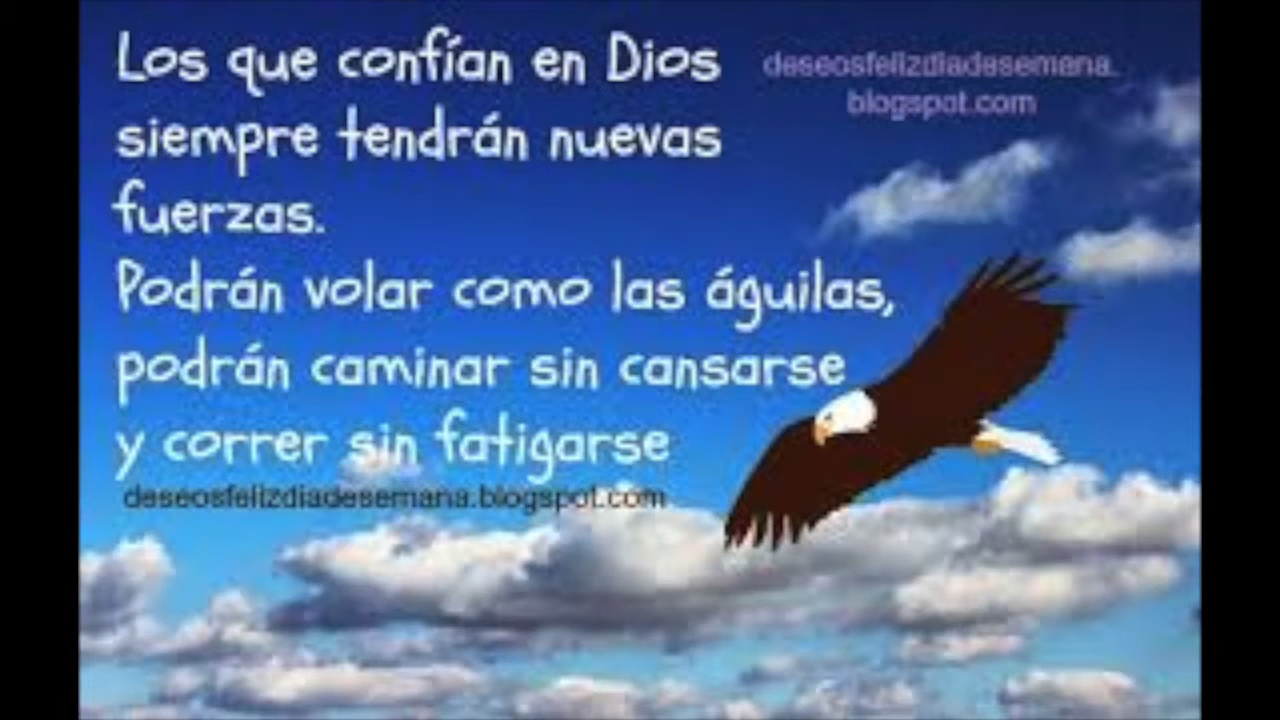 Los que confían en Dios
siempre tendrán nuevas
fuerzas.
Podrán volar como las águilas,
podrán caminar sin cansarse
y correr sin fatigarse
deseosfelizdiadesemana.blogspot.com
deseosfelizdiadesemana.
blogspot.com